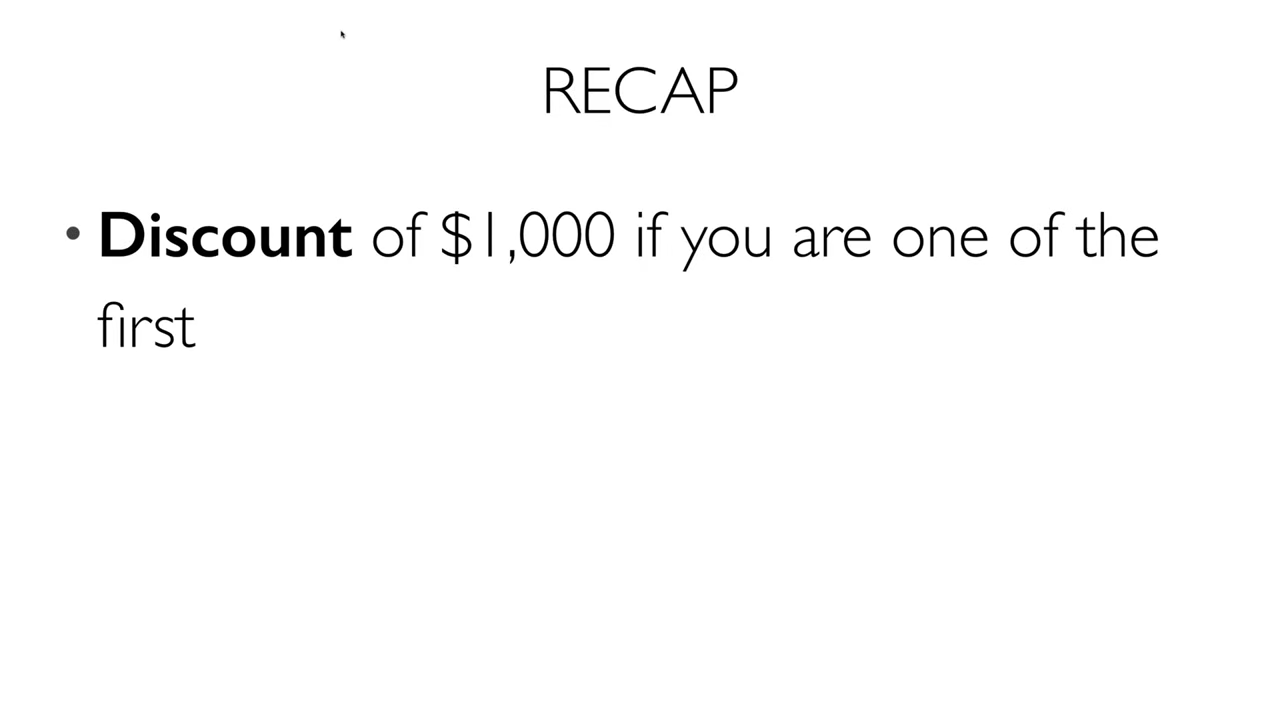 RECAP
• Discount of $1,000 if you are one of the
first